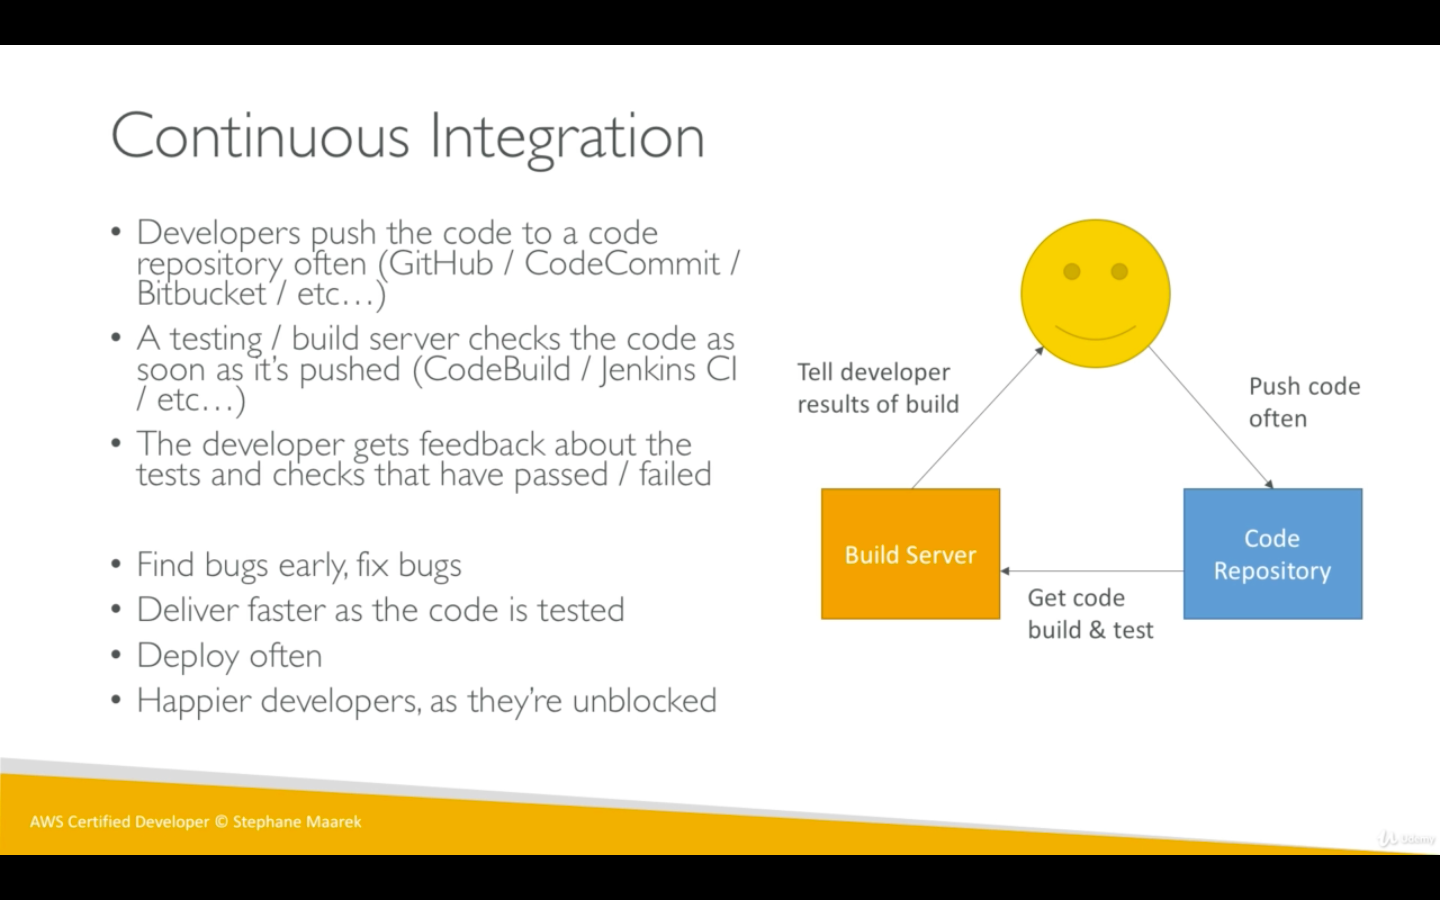 Continuous Integration
• Developers push the code to a code
repository often (GitHub / CodeCommit /
Bitbucket / etc…)
• A testing / build server checks the code as
soon as it’s pushed (CodeBuild / Jenkins CI
/ etc…)
• The developer gets feedback about the
tests and checks that have passed / failed
• Find bugs early, fix bugs
• Deliver faster as the code is tested
• Deploy often
• Happier developers, as they’re unblocked
Tell developer
results of build
Push code
often
Build Server
Code
Repository
Get code
build & test
AWS Certified Developer © Stephane Maarek
Udemy